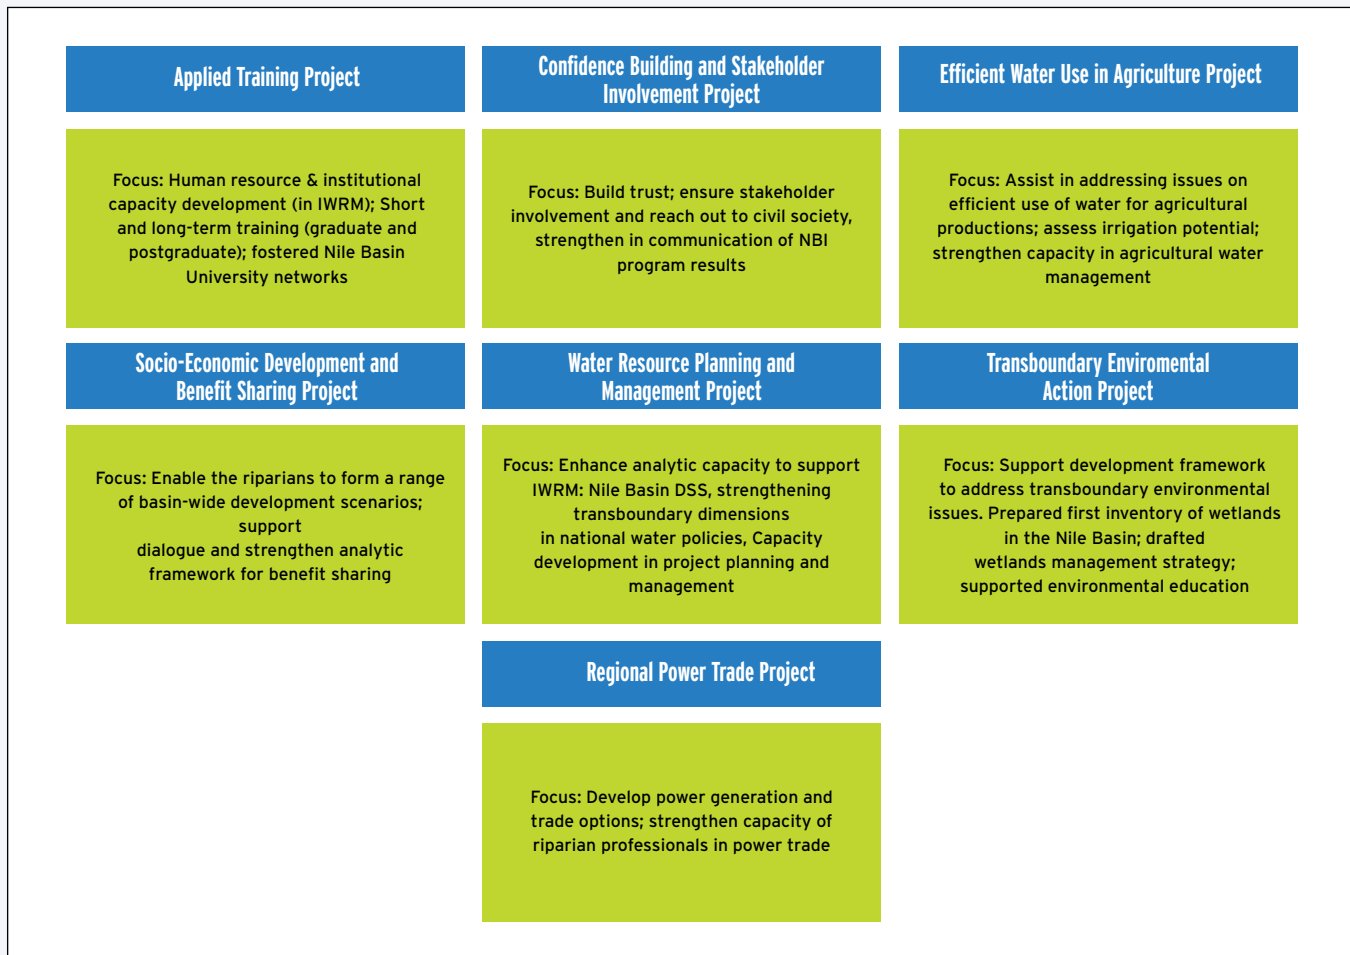 Applied Training Project
Focus: Human resource & institutional
capacity development (in IWRM); Short
and long-term training (graduate and
postgraduate); fostered Nile Basin
University networks
Confidence Building and Stakeholder
Involvement Project
Focus: Build trust; ensure stakeholder
involvement and reach out to civil society,
strengthen in communication of NBI
program results
Efficient Water Use in Agriculture Project
Focus: Assist in addressing issues on
efficient use of water for agricultural
productions; assess irrigation potential;
strengthen capacity in agricultural water
management
Socio-Economic Development and
Benefit Sharing Project
Focus: Enable the riparians to form a range
of basin-wide development scenarios;
support
dialogue and strengthen analytic
framework for benefit sharing
Water Resource Planning and
Management Project
Focus: Enhance analytic capacity to support
IWRM: Nile Basin DSS, strengthening
transboundary dimensions
in national water policies, Capacity
development in project planning and
management
Transboundary Enviromental
Action Project
Focus: Support development framework
to address transboundary environmental
issues. Prepared first inventory of wetlands
in the Nile Basin; drafted
wetlands management strategy;
supported environmental education
Regional Power Trade Project
Focus: Develop power generation and
trade options; strengthen capacity of
riparian professionals in power trade